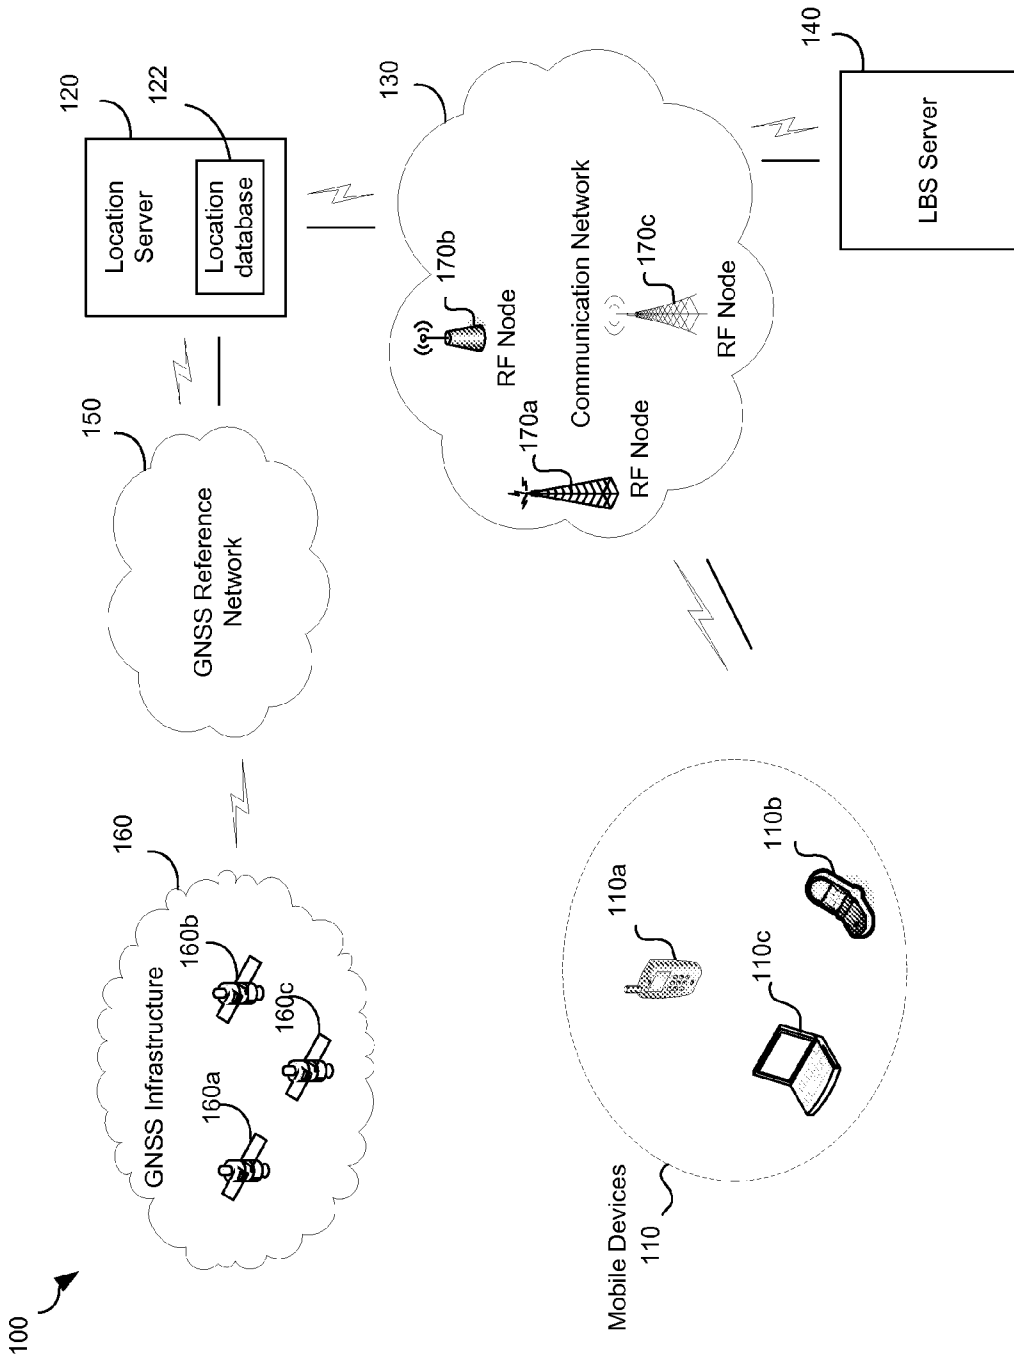 100
GNSS Infrastructure
160
160a
160b
160c
GNSS Reference
Network
150
Location
Server
120
Location
database
122
Mobile Devices
110
110a
110b
110c
130
170a
RF Node
170b
RF Node
Communication Network
170c
RF Node
LBS Server
140